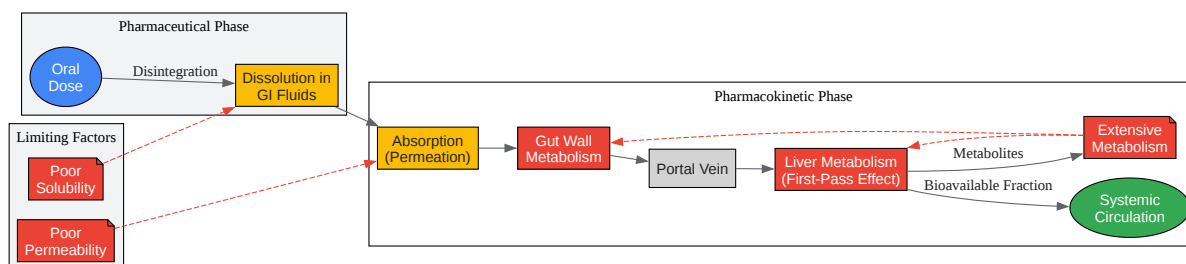 Pharmaceutical Phase
Oral
Dose
Disintegration
Dissolution in
GI Fluids
Limiting Factors
Poor
Solubility
Poor
Permeability
Pharmacokinetic Phase
Absorption
(Permeation)
Gut Wall
Metabolism
Portal Vein
Liver Metabolism
(First-Pass Effect)
Metabolites
Extensive
Metabolism
Bioavailable Fraction
Systemic
Circulation